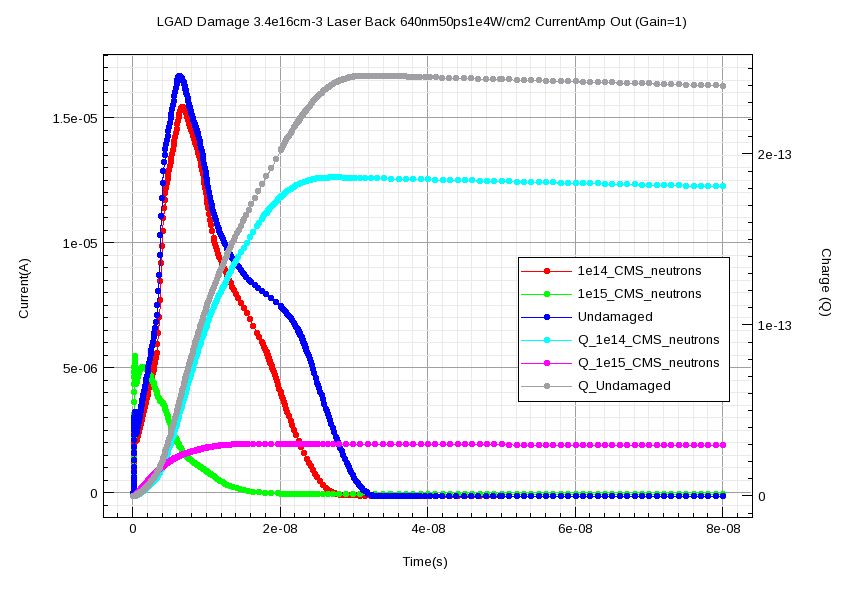 LGAD Damage 3.4e16cm-3 Laser Back 640nm50ps1e4W/cm2 CurrentAmp Out (Gain=1)
1.5e-05
1e-05
5e-06
0
Current(A)
2e-13
1e-13
0
Charge (Q)
1e14_CMS_neutrons
1e15_CMS_neutrons
Undamaged
Q_1e14_CMS_neutrons
Q_1e15_CMS_neutrons
Q_Undamaged
0 2e-08 4e-08 6e-08 8e-08
Time(s)